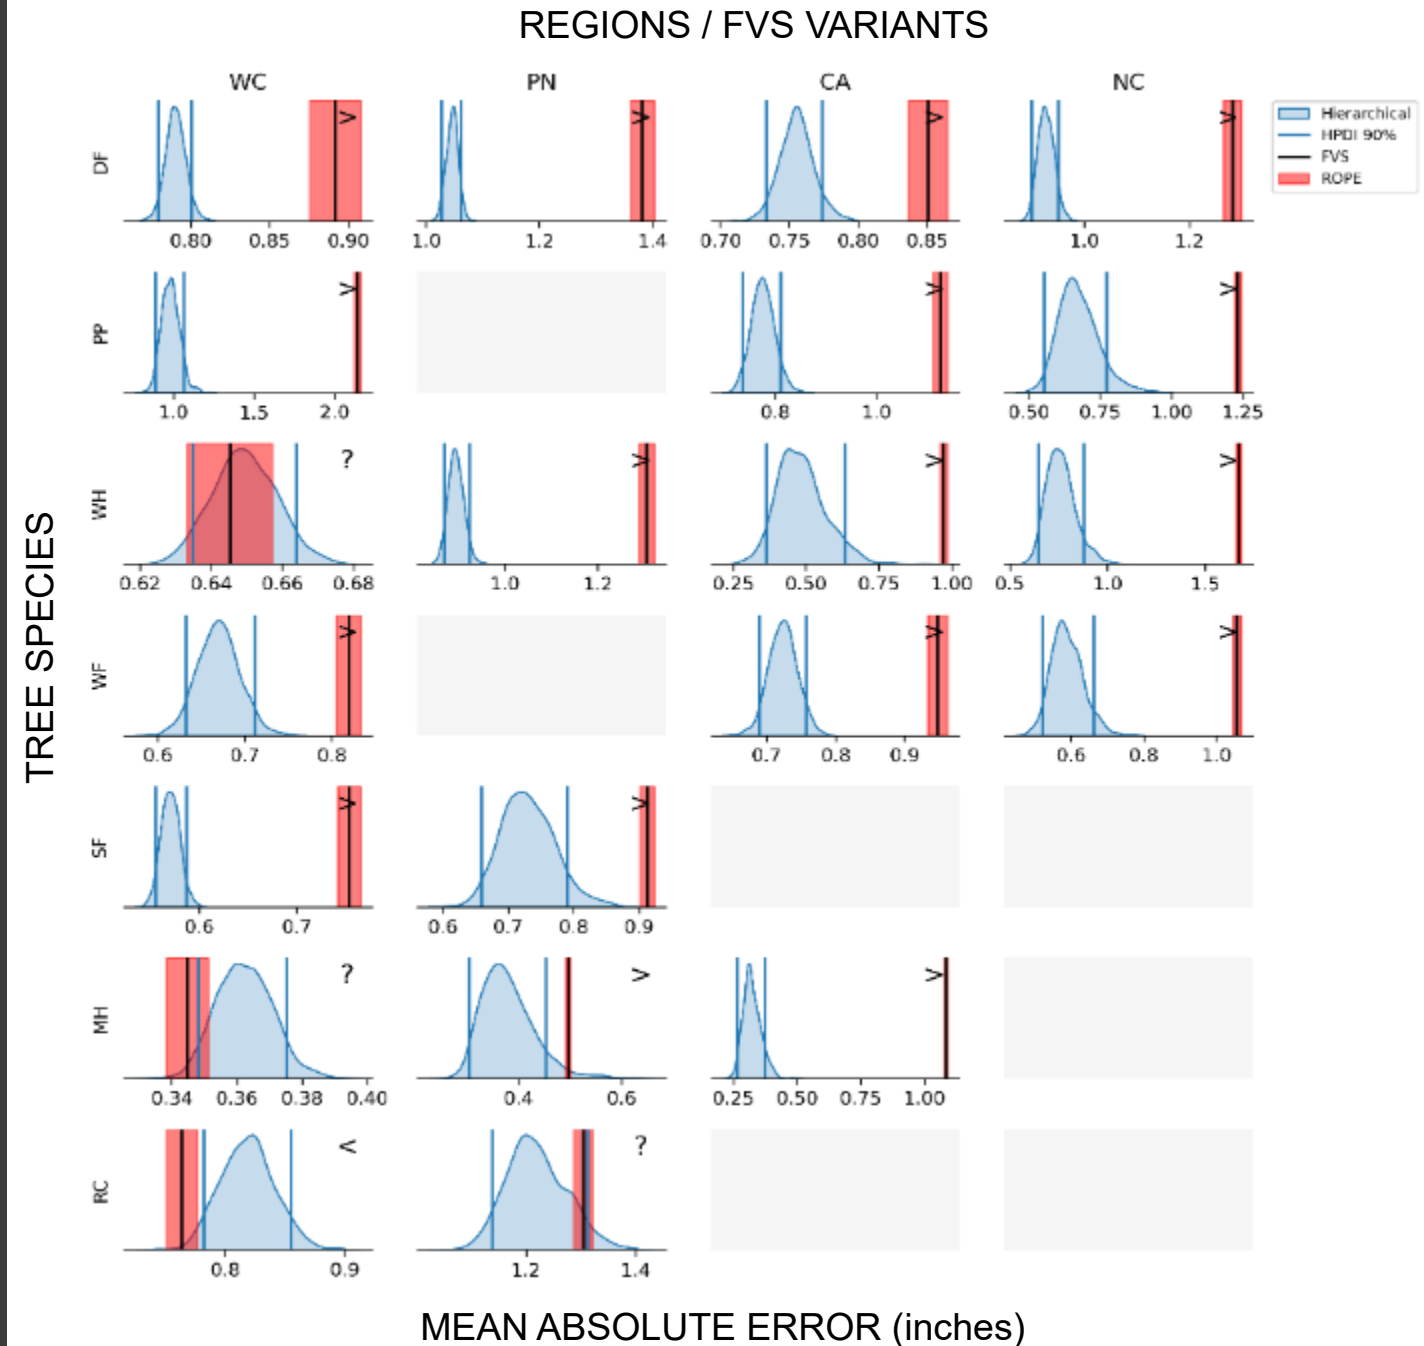 REGIONS / FVS VARIANTS
WC PN CA NC
Hierarchical
HPDI 90%
FVS
ROPE
TREE SPECIES
DF
> > > >
0.80 0.85 0.90 1.0 1.2 1.4 0.70 0.75 0.80 0.85 1.0 1.2
PP
> > >
1.0 1.5 2.0 0.8 1.0 0.50 0.75 1.00 1.25
WH
? > > >
0.62 0.64 0.66 0.68 1.0 1.2 0.25 0.50 0.75 1.00 0.5 1.0 1.5
WF
> > >
0.6 0.7 0.8 0.7 0.8 0.9 0.6 0.8 1.0
SF
> >
0.6 0.7 0.6 0.7 0.8 0.9
MH
? > >
0.34 0.36 0.38 0.40 0.4 0.6 0.25 0.50 0.75 1.00
RC
< ?
0.8 0.9 1.2 1.4
MEAN ABSOLUTE ERROR (inches)